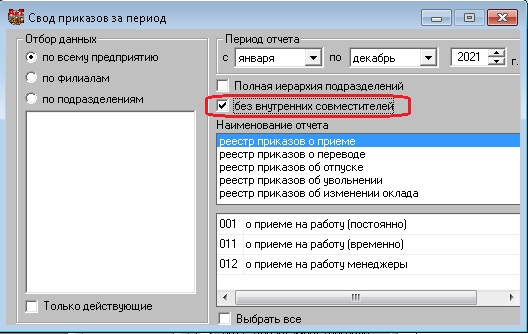 Свод приказов за период
Отбор данных
по всему предприятию
по филиалам
по подразделениям
Только действующие
Период отчета
с января по декабрь 2021 г.
Полная иерархия подразделений
без внутренних совместителей
Наименование отчета
реестр приказов о приеме
реестр приказов о переводе
реестр приказов об отпуске
реестр приказов об увольнении
реестр приказов об изменении оклада
001 о приеме на работу (постоянно)
011 о приеме на работу (временно)
012 о приеме на работу менеджеры
Выбрать все